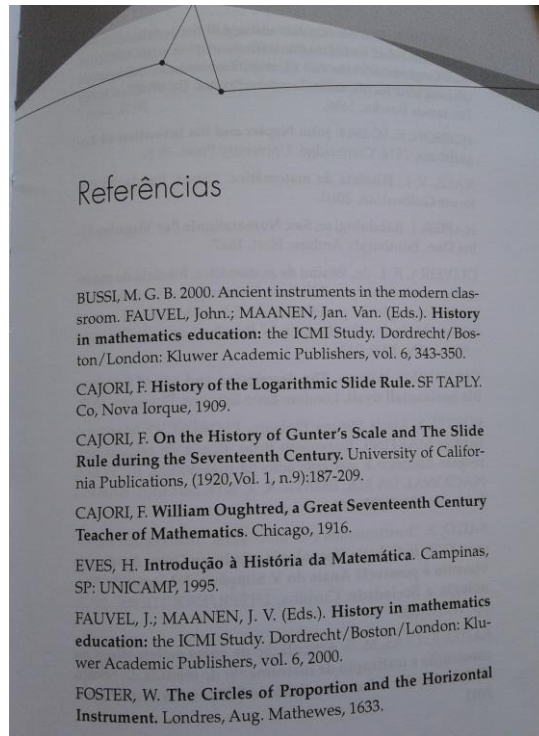 Referências
BUSSI, M. G. B. 2000. Ancient instruments in the modern clas-
sroom. FAUVEL, John.; MAANEN, Jan. Van. (Eds.). History
in mathematics education: the ICMI Study. Dordrecht/Bos-
ton/London: Kluwer Academic Publishers, vol. 6, 343-350.
CAJORI, F. History of the Logarithmic Slide Rule. SF TAPLY.
Co, Nova Iorque, 1909.
CAJORI, F. On the History of Gunter's Scale and The Slide
Rule during the Seventeenth Century. University of Califor-
nia Publications, (1920,Vol. 1, n.9):187-209.
CAJORI, F. William Oughtred, a Great Seventeenth Century
Teacher of Mathematics. Chicago, 1916.
EVES, H. Introdução à História da Matemática. Campinas,
SP: UNICAMP, 1995.
FAUVEL, J.; MAANEN, J. V. (Eds.). History in mathematics
education: the ICMI Study. Dordrecht/Boston/London: Klu-
wer Academic Publishers, vol. 6, 2000.
FOSTER, W. The Circles of Proportion and the Horizontal
Instrument. Londres, Aug. Mathewes, 1633.